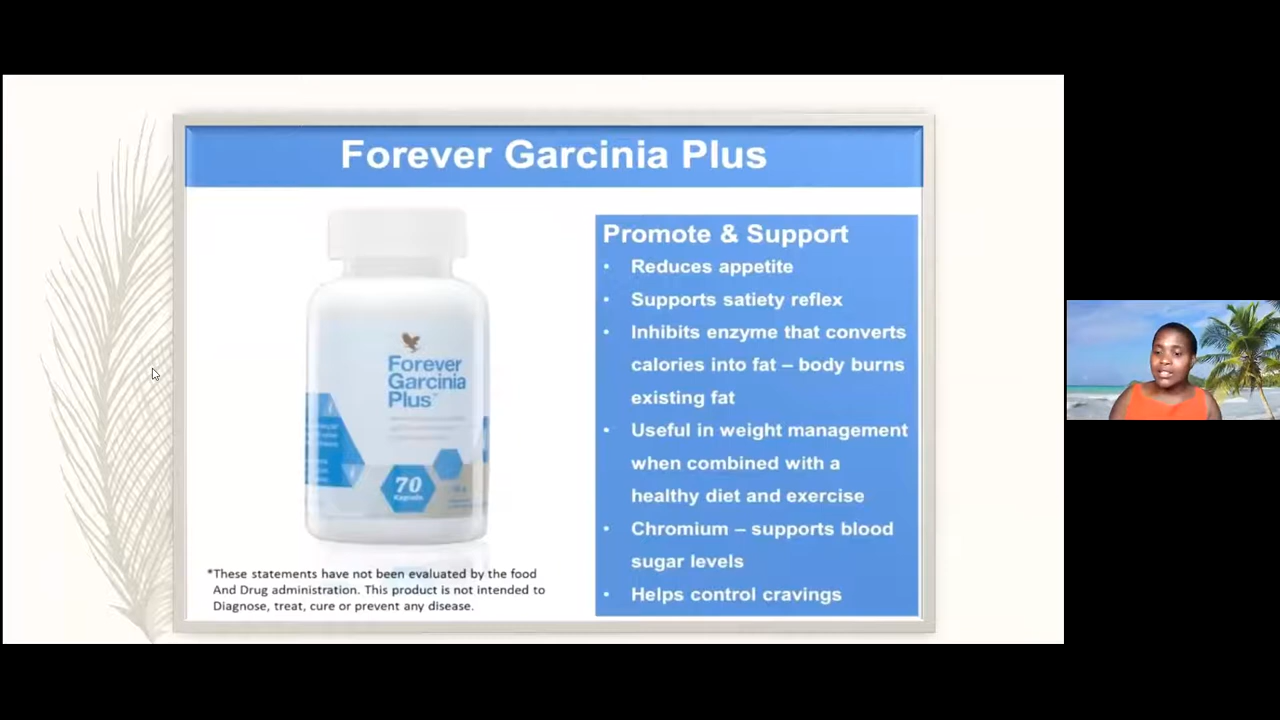 Forever Garcinia Plus
Forever
Garcinia
Plus™
70
Kapseln
*These statements have not been evaluated by the food
And Drug administration. This product is not intended to
Diagnose, treat, cure or prevent any disease.
Promote & Support
• Reduces appetite
• Supports satiety reflex
• Inhibits enzyme that converts
calories into fat – body burns
existing fat
• Useful in weight management
when combined with a
healthy diet and exercise
• Chromium – supports blood
sugar levels
• Helps control cravings